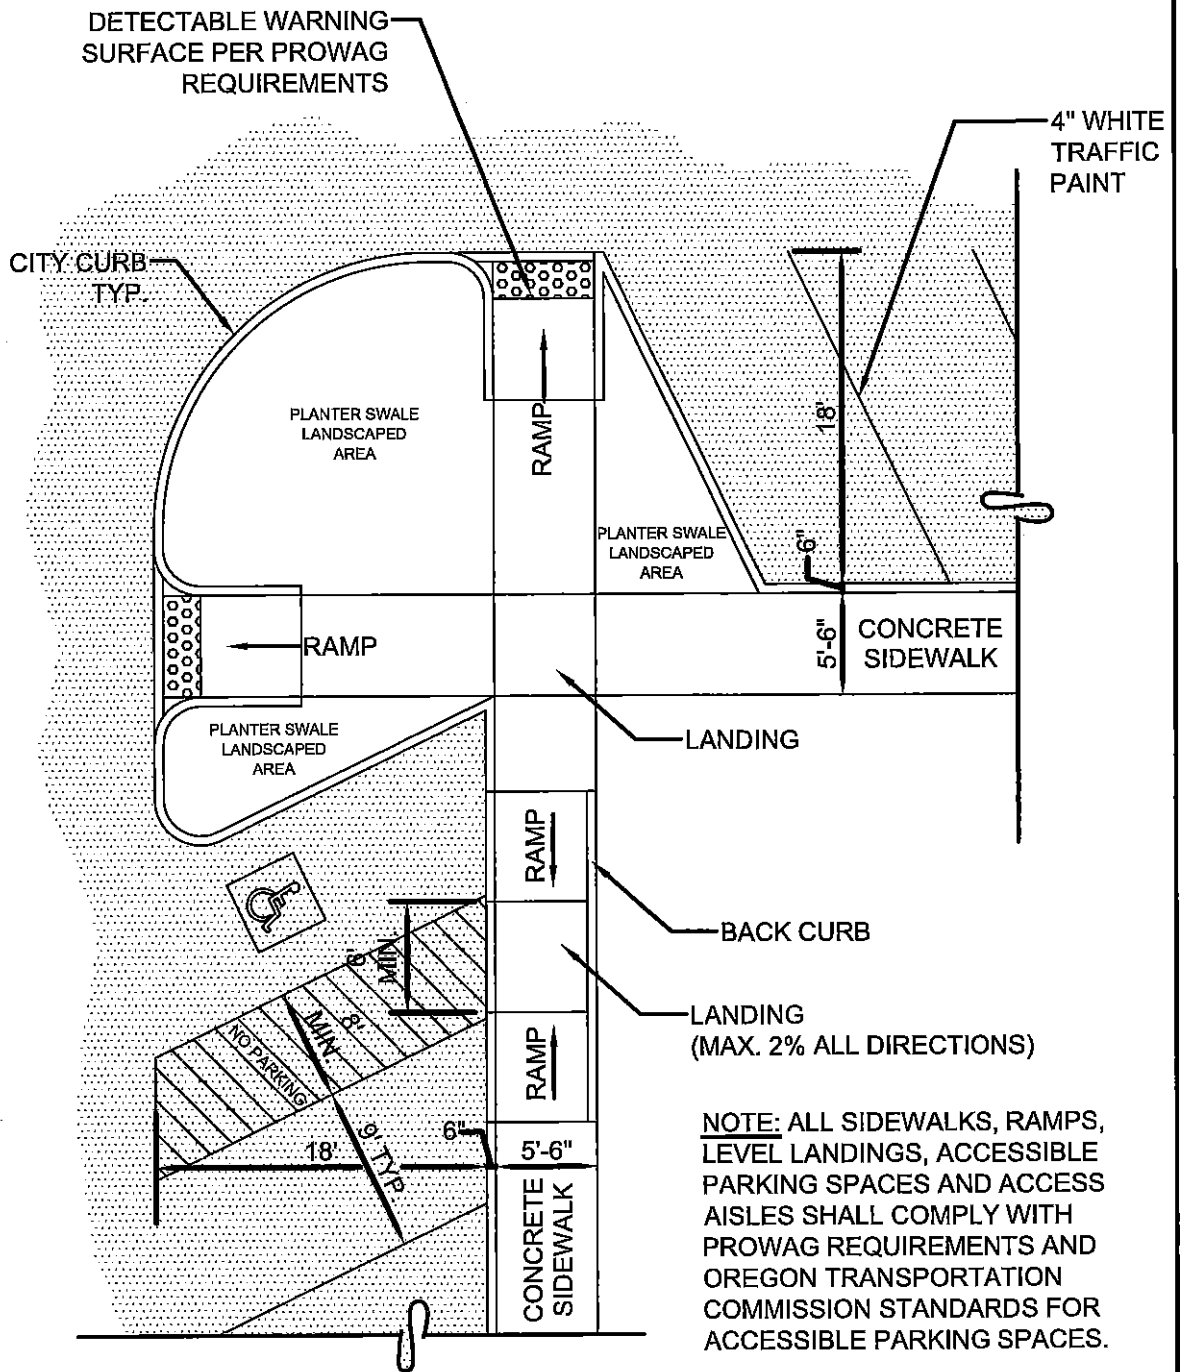 DETECTABLE WARNING
SURFACE PER PROWAG
REQUIREMENTS
4" WHITE
TRAFFIC
PAINT
CITY CURB
TYP.
PLANTER SWALE
LANDSCAPED
AREA
RAMP
18'
PLANTER SWALE
LANDSCAPED
AREA
6"
RAMP
5'-6"
CONCRETE
SIDEWALK
PLANTER SWALE
LANDSCAPED
AREA
LANDING
RAMP
BACK CURB
6'
MIN.
LANDING
(MAX. 2% ALL DIRECTIONS)
8'
MIN
NO PARKING
RAMP
9' TYP.
18'
6"
5'-6"
CONCRETE
SIDEWALK
NOTE: ALL SIDEWALKS, RAMPS,
LEVEL LANDINGS, ACCESSIBLE
PARKING SPACES AND ACCESS
AISLES SHALL COMPLY WITH
PROWAG REQUIREMENTS AND
OREGON TRANSPORTATION
COMMISSION STANDARDS FOR
ACCESSIBLE PARKING SPACES.